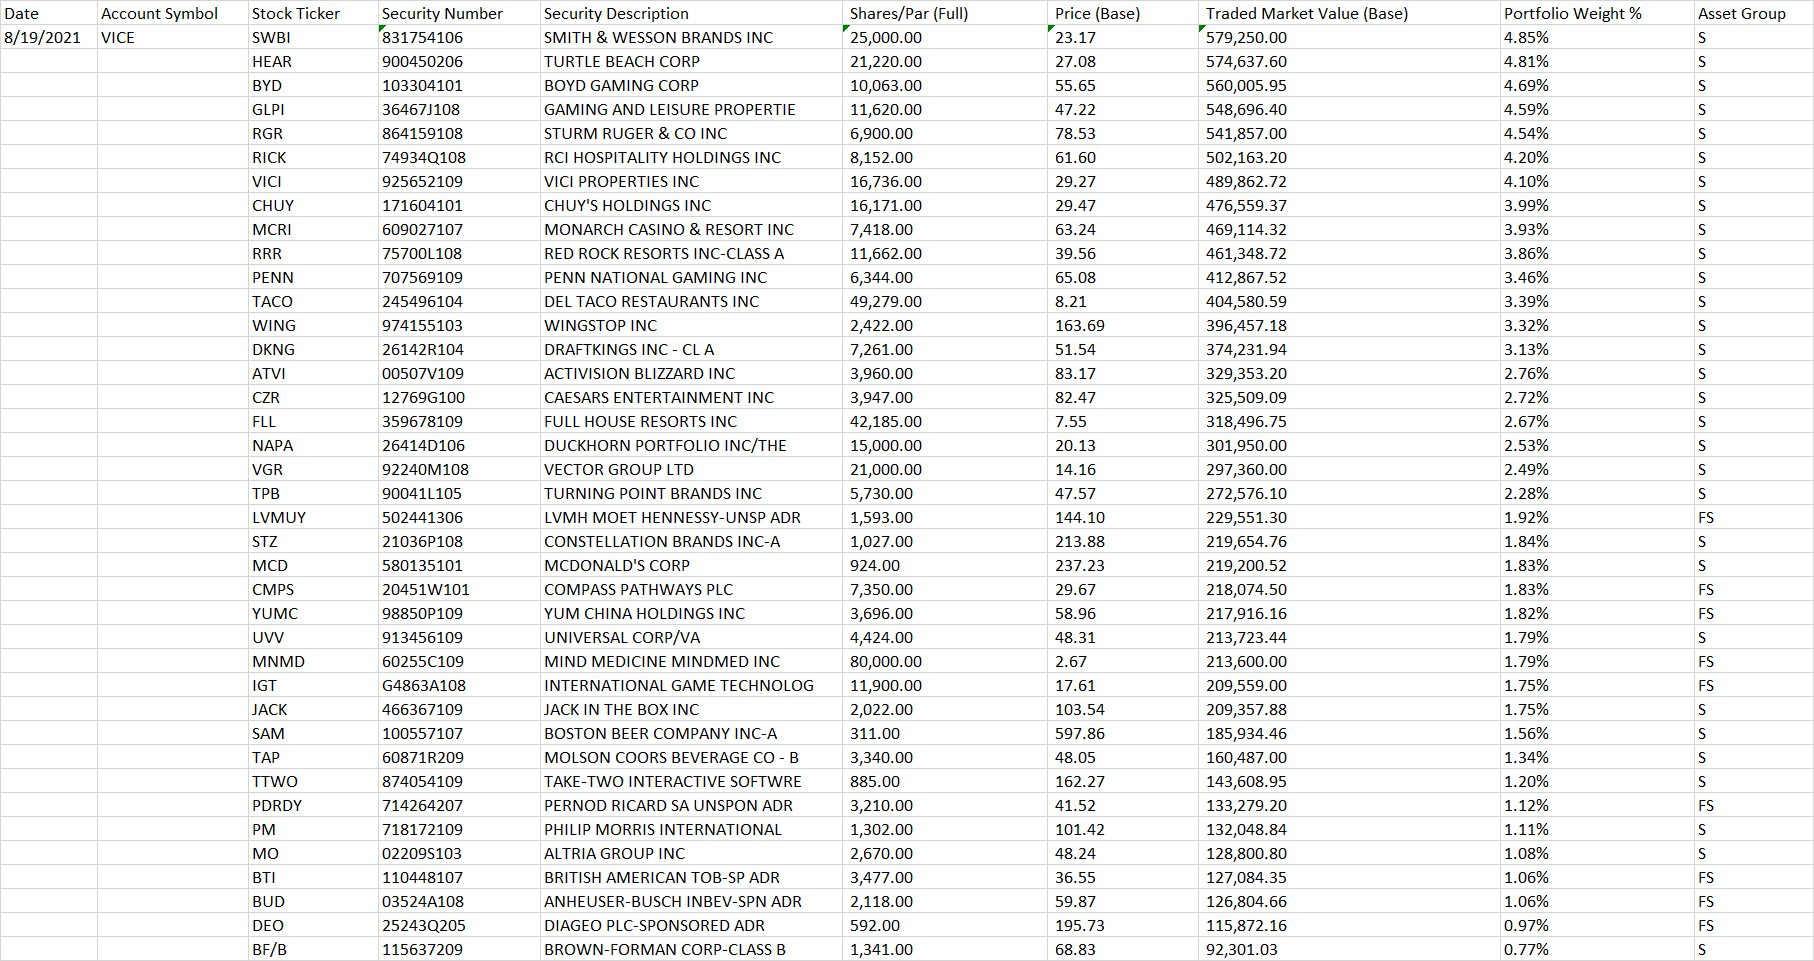 Date Account Symbol Stock Ticker Security Number Security Description Shares/Par (Full) Price (Base) Traded Market Value (Base) Portfolio Weight % Asset Group
8/19/2021 VICE SWBI 831754106 SMITH & WESSON BRANDS INC 25,000.00 23.17 579,250.00 4.85% S
HEAR 900450206 TURTLE BEACH CORP 21,220.00 27.08 574,637.60 4.81% S
BYD 103304101 BOYD GAMING CORP 10,063.00 55.65 560,005.95 4.69% S
GLPI 36467J108 GAMING AND LEISURE PROPERTIE 11,620.00 47.22 548,696.40 4.59% S
RGR 864159108 STURM RUGER & CO INC 6,900.00 78.53 541,857.00 4.54% S
RICK 74934Q108 RCI HOSPITALITY HOLDINGS INC 8,152.00 61.60 502,163.20 4.20% S
VICI 925652109 VICI PROPERTIES INC 16,736.00 29.27 489,862.72 4.10% S
CHUY 171604101 CHUY'S HOLDINGS INC 16,171.00 29.47 476,559.37 3.99% S
MCRI 609027107 MONARCH CASINO & RESORT INC 7,418.00 63.24 469,114.32 3.93% S
RRR 75700L108 RED ROCK RESORTS INC-CLASS A 11,662.00 39.56 461,348.72 3.86% S
PENN 707569109 PENN NATIONAL GAMING INC 6,344.00 65.08 412,867.52 3.46% S
TACO 245496104 DEL TACO RESTAURANTS INC 49,279.00 8.21 404,580.59 3.39% S
WING 974155103 WINGSTOP INC 2,422.00 163.69 396,457.18 3.32% S
DKNG 26142R104 DRAFTKINGS INC - CL A 7,261.00 51.54 374,231.94 3.13% S
ATVI 00507V109 ACTIVISION BLIZZARD INC 3,960.00 83.17 329,353.20 2.76% S
CZR 12769G100 CAESARS ENTERTAINMENT INC 3,947.00 82.47 325,509.09 2.72% S
FLL 359678109 FULL HOUSE RESORTS INC 42,185.00 7.55 318,496.75 2.67% S
NAPA 26414D106 DUCKHORN PORTFOLIO INC/THE 15,000.00 20.13 301,950.00 2.53% S
VGR 92240M108 VECTOR GROUP LTD 21,000.00 14.16 297,360.00 2.49% S
TPB 90041L105 TURNING POINT BRANDS INC 5,730.00 47.57 272,576.10 2.28% S
LVMUY 502441306 LVMH MOET HENNESSY-UNSP ADR 1,593.00 144.10 229,551.30 1.92% FS
STZ 21036P108 CONSTELLATION BRANDS INC-A 1,027.00 213.88 219,654.76 1.84% S
MCD 580135101 MCDONALD'S CORP 924.00 237.23 219,200.52 1.83% S
CMPS 20451W101 COMPASS PATHWAYS PLC 7,350.00 29.67 218,074.50 1.83% FS
YUMC 98850P109 YUM CHINA HOLDINGS INC 3,696.00 58.96 217,916.16 1.82% FS
UVV 913456109 UNIVERSAL CORP/VA 4,424.00 48.31 213,723.44 1.79% S
MNMD 60255C109 MIND MEDICINE MINDMED INC 80,000.00 2.67 213,600.00 1.79% FS
IGT G4863A108 INTERNATIONAL GAME TECHNOLOG 11,900.00 17.61 209,559.00 1.75% FS
JACK 466367109 JACK IN THE BOX INC 2,022.00 103.54 209,357.88 1.75% S
SAM 100557107 BOSTON BEER COMPANY INC-A 311.00 597.86 185,934.46 1.56% S
TAP 60871R209 MOLSON COORS BEVERAGE CO - B 3,340.00 48.05 160,487.00 1.34% S
TTWO 874054109 TAKE-TWO INTERACTIVE SOFTWRE 885.00 162.27 143,608.95 1.20% S
PDRDY 714264207 PERNOD RICARD SA UNSPON ADR 3,210.00 41.52 133,279.20 1.12% FS
PM 718172109 PHILIP MORRIS INTERNATIONAL 1,302.00 101.42 132,048.84 1.11% S
MO 02209S103 ALTRIA GROUP INC 2,670.00 48.24 128,800.80 1.08% S
BTI 110448107 BRITISH AMERICAN TOB-SP ADR 3,477.00 36.55 127,084.35 1.06% FS
BUD 03524A108 ANHEUSER-BUSCH INBEV-SPN ADR 2,118.00 59.87 126,804.66 1.06% FS
DEO 25243Q205 DIAGEO PLC-SPONSORED ADR 592.00 195.73 115,872.16 0.97% FS
BF/B 115637209 BROWN-FORMAN CORP-CLASS B 1,341.00 68.83 92,301.03 0.77% S